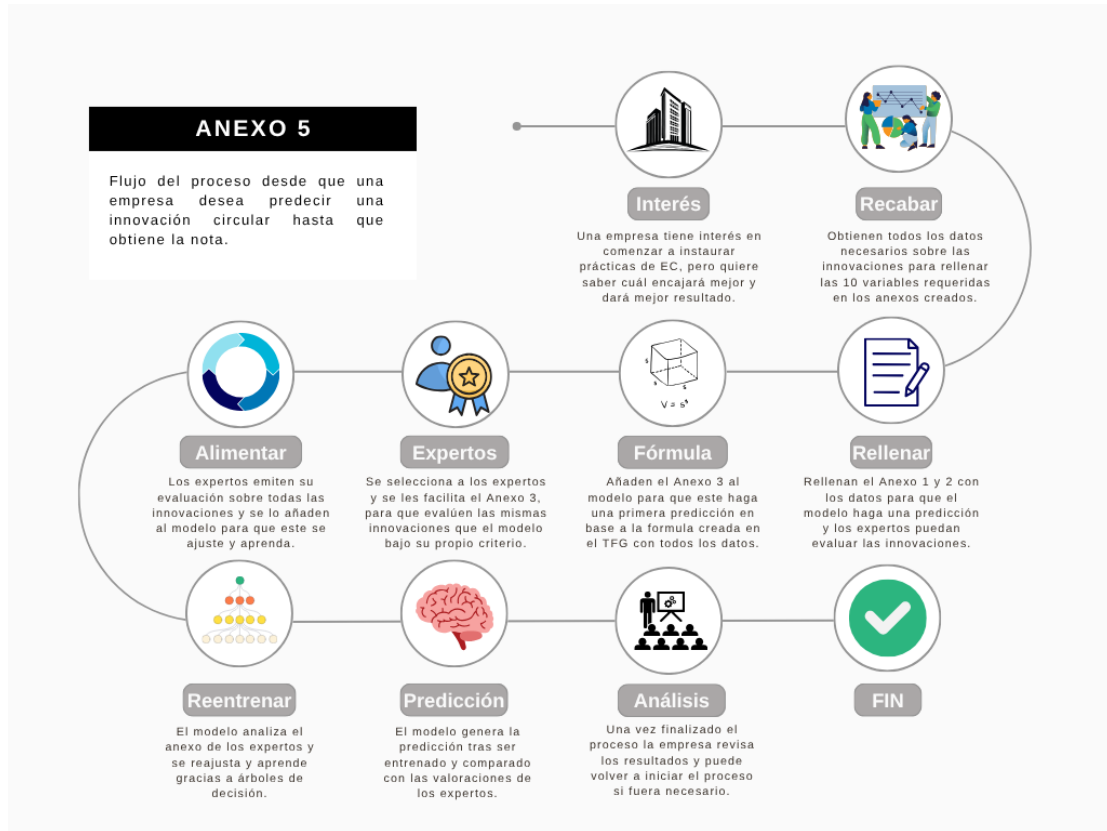 ANEXO 5
Flujo del proceso desde que una
empresa desea predecir una
innovación circular hasta que
obtiene la nota.
Interés
Una empresa tiene interés en
comenzar a instaurar
prácticas de EC, pero quiere
saber cuál encajará mejor y
dará mejor resultado.
Recabar
Obtienen todos los datos
necesarios sobre las
innovaciones para rellenar
las 10 variables requeridas
en los anexos creados.
Rellenar
Rellenan el Anexo 1 y 2 con
los datos para que el
modelo haga una predicción
y los expertos puedan
evaluar las innovaciones.
Fórmula
Añaden el Anexo 3 al
modelo para que este haga
una primera predicción en
base a la formula creada en
el TFG con todos los datos.
Expertos
Se selecciona a los expertos
y se les facilita el Anexo 3,
para que evalúen las mismas
innovaciones que el modelo
bajo su propio criterio.
Alimentar
Los expertos emiten su
evaluación sobre todas las
innovaciones y se lo añaden
al modelo para que este se
ajuste y aprenda.
Reentrenar
El modelo analiza el
anexo de los expertos y
se reajusta y aprende
gracias a árboles de
decisión.
Predicción
El modelo genera la
predicción tras ser
entrenado y comparado
con las valoraciones de
los expertos.
Análisis
Una vez finalizado el
proceso la empresa revisa
los resultados y puede
volver a iniciar el proceso
si fuera necesario.
FIN